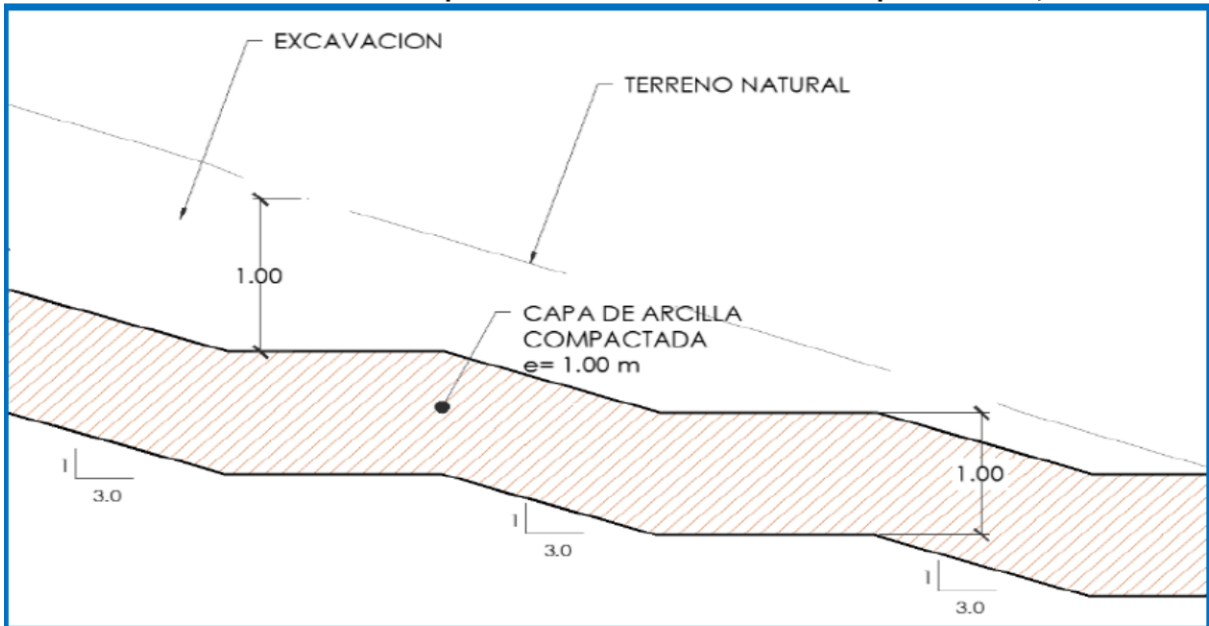 EXCAVACION
TERRENO NATURAL
1.00
CAPA DE ARCILLA
COMPACTADA
e= 1.00 m
1
3.0
1.00
1
3.0
1
3.0